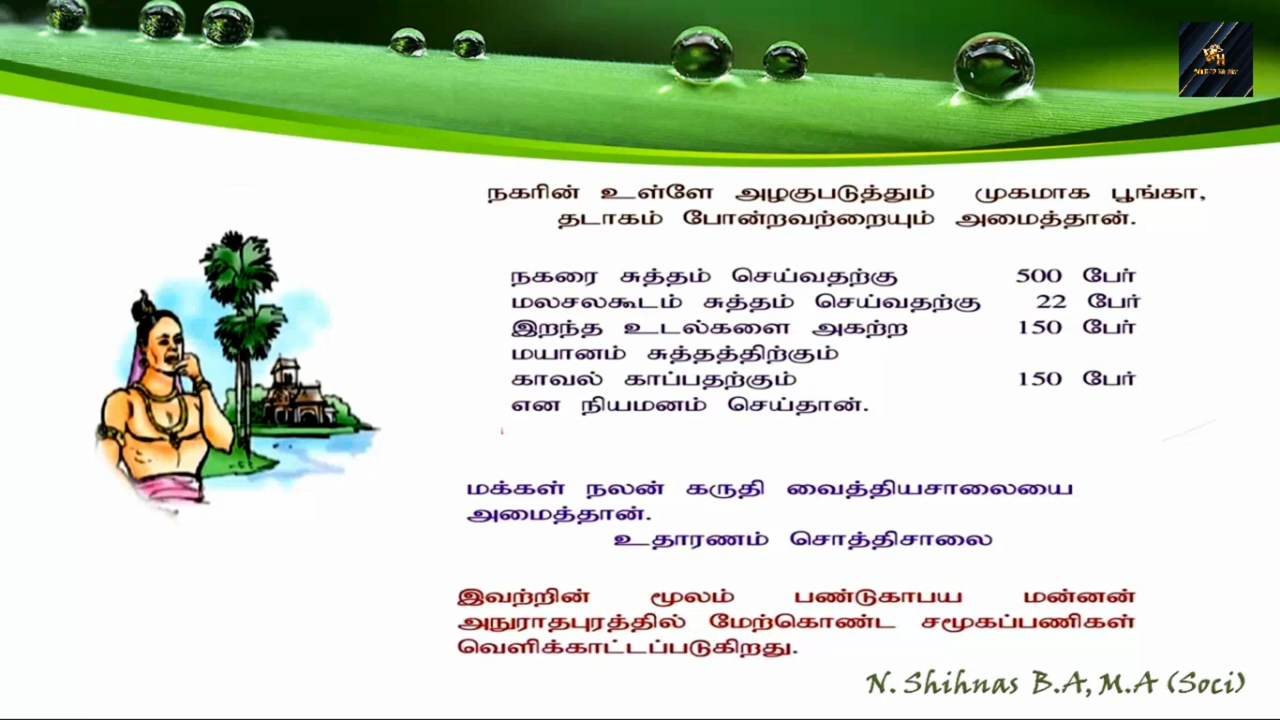 நகரின் உள்ளே அழகுபடுத்தும் முகமாக பூங்கா,
தடாகம் போன்றவற்றையும் அமைத்தான்.
நகரை சுத்தம் செய்வதற்கு 500 பேர்
மலசலகூடம் சுத்தம் செய்வதற்கு 22 பேர்
இறந்த உடல்களை அகற்ற 150 பேர்
மயானம் சுத்தத்திற்கும்
காவல் காப்பதற்கும் 150 பேர்
என நியமனம் செய்தான்.
மக்கள் நலன் கருதி வைத்தியசாலையை
அமைத்தான்.
உதாரணம் சொத்திசாலை
இவற்றின் மூலம் பண்டுகாபய மன்னன்
அநுராதபுரத்தில் மேற்கொண்ட சமூகப்பணிகள்
வெளிக்காட்டப்படுகிறது.
N. Shihnas B.A, M.A (Soci)